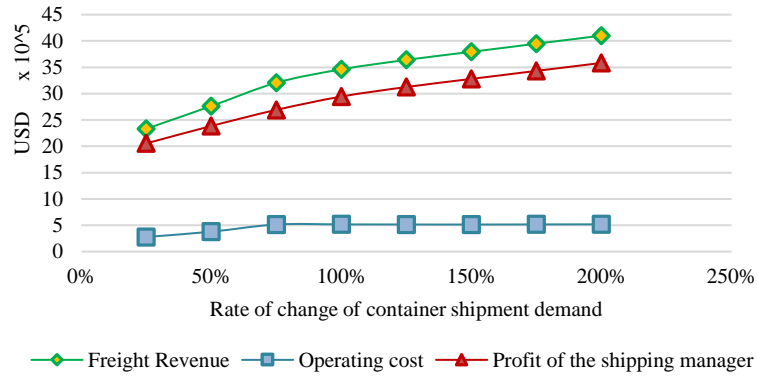 USD x 10^5
45
40
35
30
25
20
15
10
5
0
0% 50% 100% 150% 200% 250%
Rate of change of container shipment demand
Freight Revenue Operating cost Profit of the shipping manager